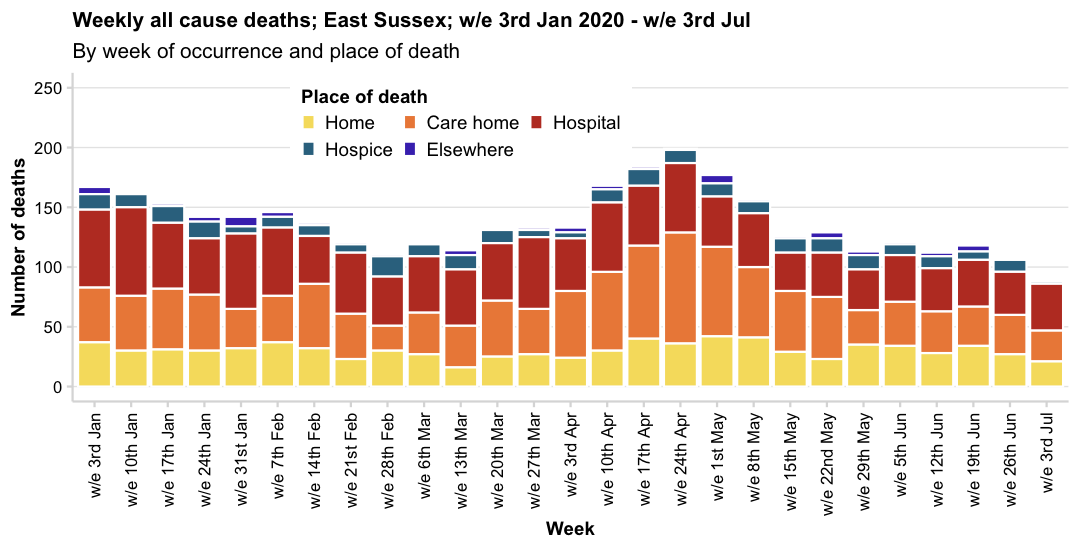 Weekly all cause deaths; East Sussex; w/e 3rd Jan 2020 - w/e 3rd Jul
By week of occurrence and place of death
Number of deaths
250
200
150
100
50
0
Place of death
Home Care home Hospital
Hospice Elsewhere
w/e 3rd Jan
w/e 10th Jan
w/e 17th Jan
w/e 24th Jan
w/e 31st Jan
w/e 7th Feb
w/e 14th Feb
w/e 21st Feb
w/e 28th Feb
w/e 6th Mar
w/e 13th Mar
w/e 20th Mar
w/e 27th Mar
w/e 3rd Apr
w/e 10th Apr
w/e 17th Apr
w/e 24th Apr
w/e 1st May
w/e 8th May
w/e 15th May
w/e 22nd May
w/e 29th May
w/e 5th Jun
w/e 12th Jun
w/e 19th Jun
w/e 26th Jun
w/e 3rd Jul
Week